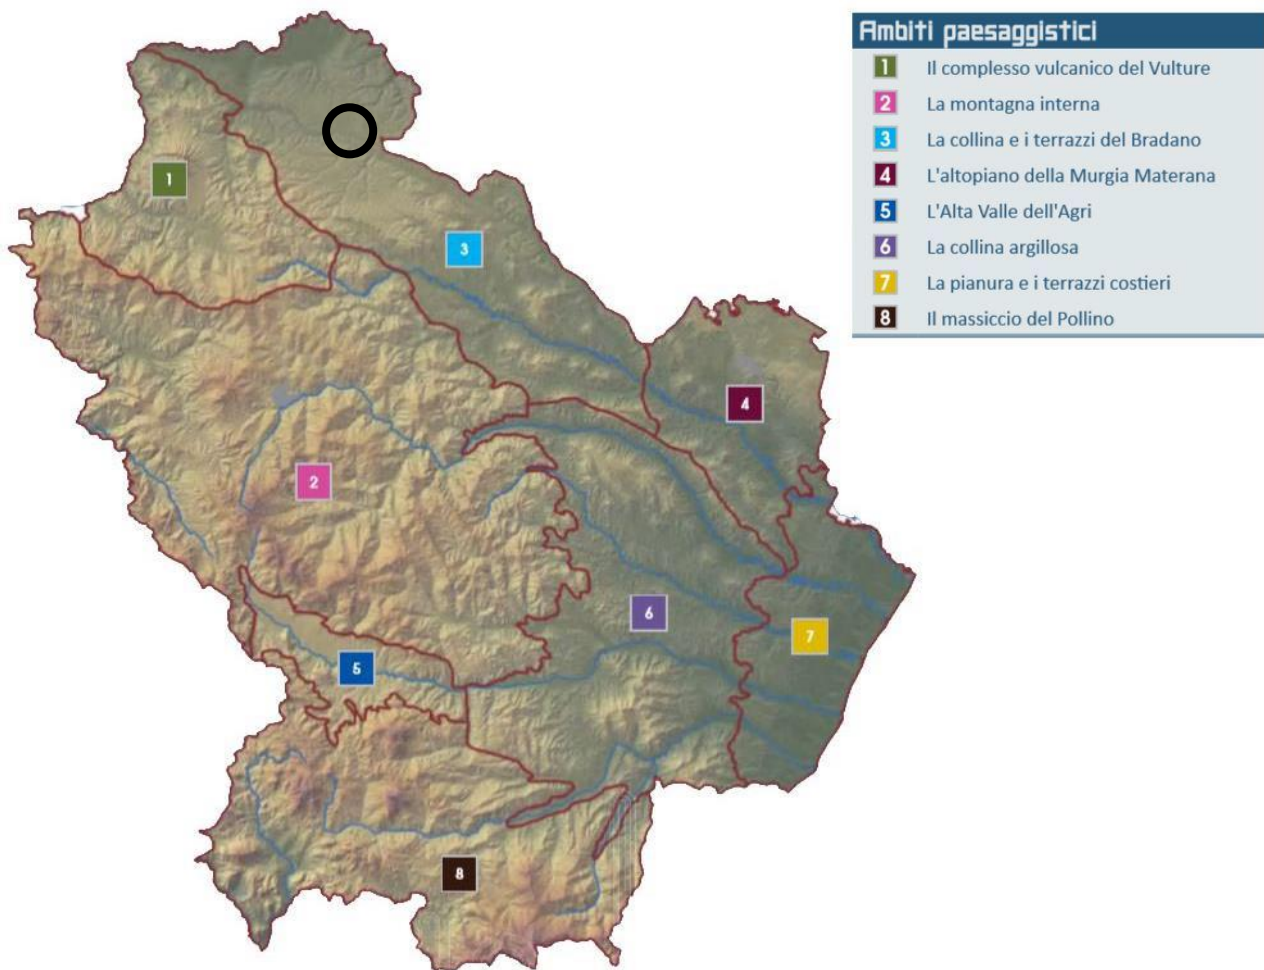 Ambiti paesaggistici
1 Il complesso vulcanico del Vulture
2 La montagna interna
3 La collina e i terrazzi del Bradano
4 L'altopiano della Murgia Materana
5 L'Alta Valle dell'Agri
6 La collina argillosa
7 La pianura e i terrazzi costieri
8 Il massiccio del Pollino
1
3
4
2
6
7
5
8